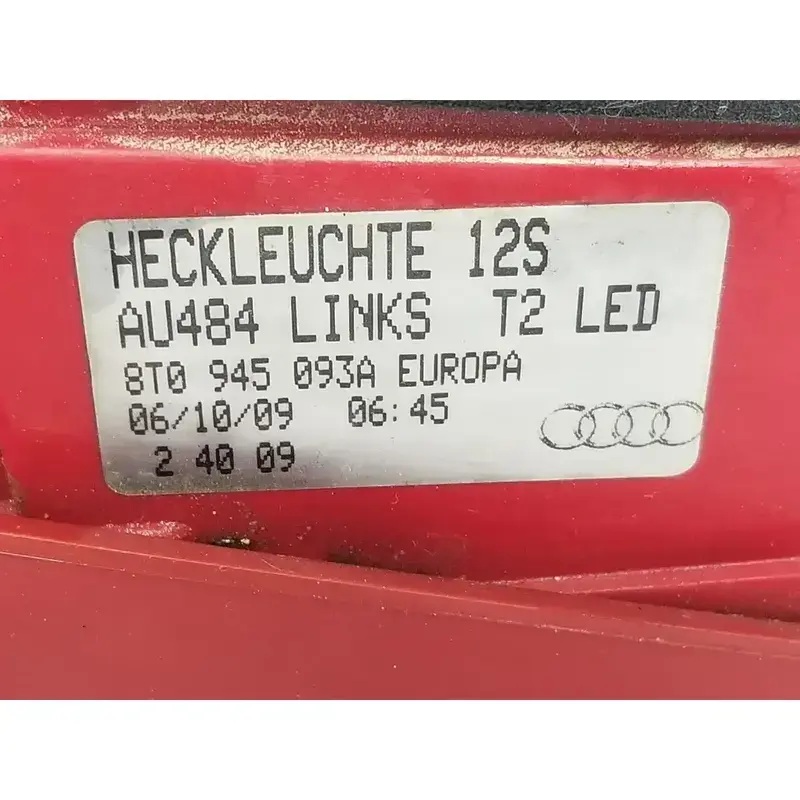 HECKLEUCHTE 12S
AU484 LINKS T2 LED
8T0 945 093A EUROPA
06/10/09 06:45
2 40 09